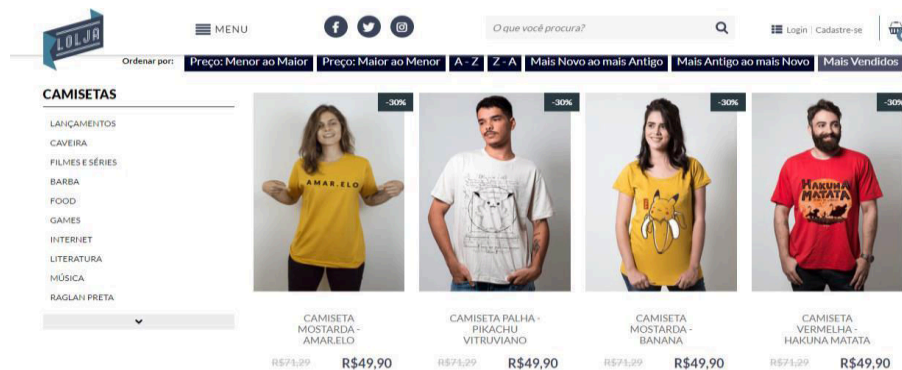 LOLJA
MENU
O que você procura?
Login | Cadastre-se
Ordenar por: Preço: Menor ao Maior Preço: Maior ao Menor A - Z Z - A Mais Novo ao mais Antigo Mais Antigo ao mais Novo Mais Vendidos
CAMISETAS
LANÇAMENTOS
CAVEIRA
FILMES E SÉRIES
BARBA
FOOD
GAMES
INTERNET
LITERATURA
MÚSICA
RAGLAN PRETA
-30%
AMAR.ELO
CAMISETA
MOSTARDA -
AMAR.ELO
R$71,29 R$49,90
-30%
CAMISETA PALHA -
PIKACHU
VITRUVIANO
R$71,29 R$49,90
-30%
CAMISETA
MOSTARDA -
BANANA
R$71,29 R$49,90
-30%
HAKUNA
MATATA
CAMISETA
VERMELHA -
HAKUNA MATATA
R$71,29 R$49,90